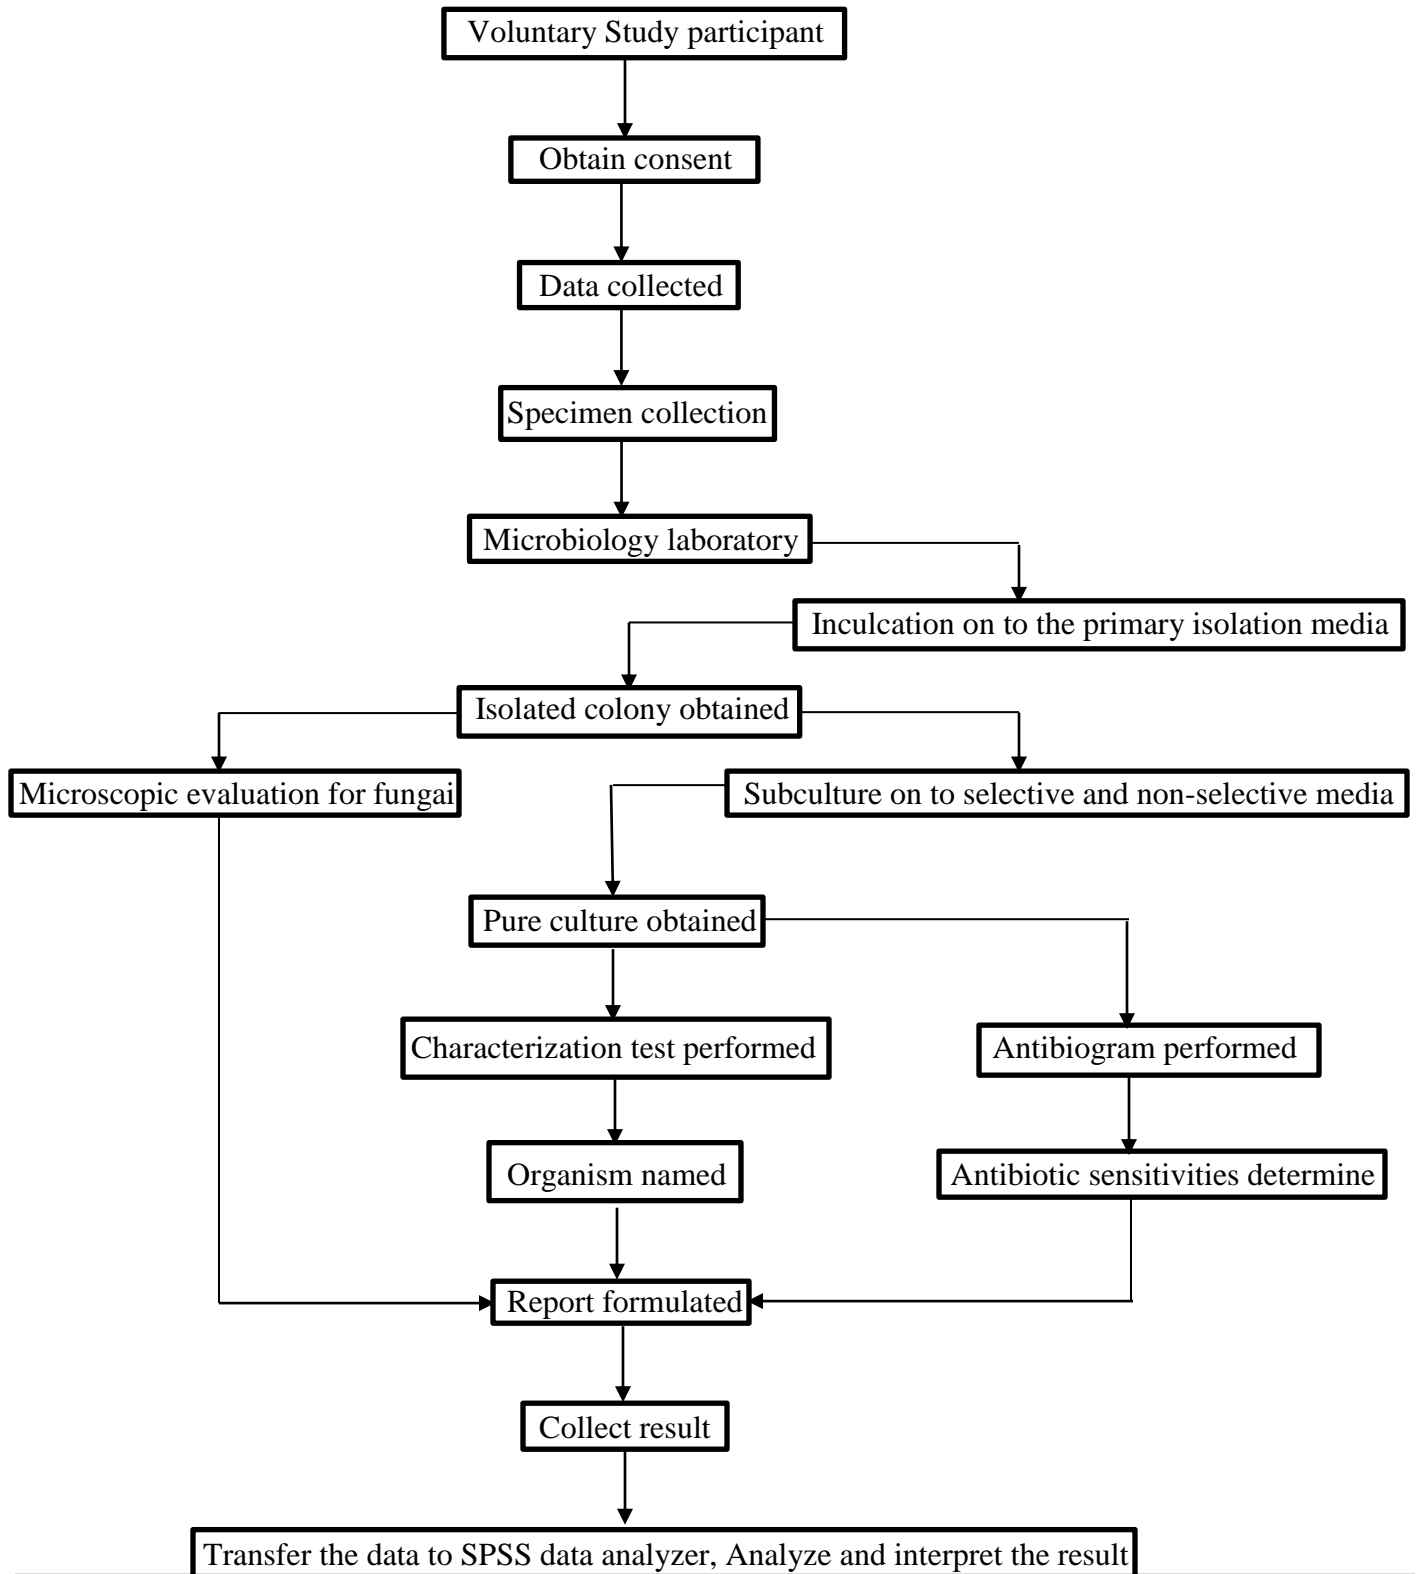 Voluntary Study participant
Obtain consent
Data collected
Specimen collection
Microbiology laboratory
Inculcation on to the primary isolation media
Isolated colony obtained
Microscopic evaluation for fungai
Subculture on to selective and non-selective media
Pure culture obtained
Characterization test performed
Antibiogram performed
Organism named
Antibiotic sensitivities determine
Report formulated
Collect result
Transfer the data to SPSS data analyzer, Analyze and interpret the result